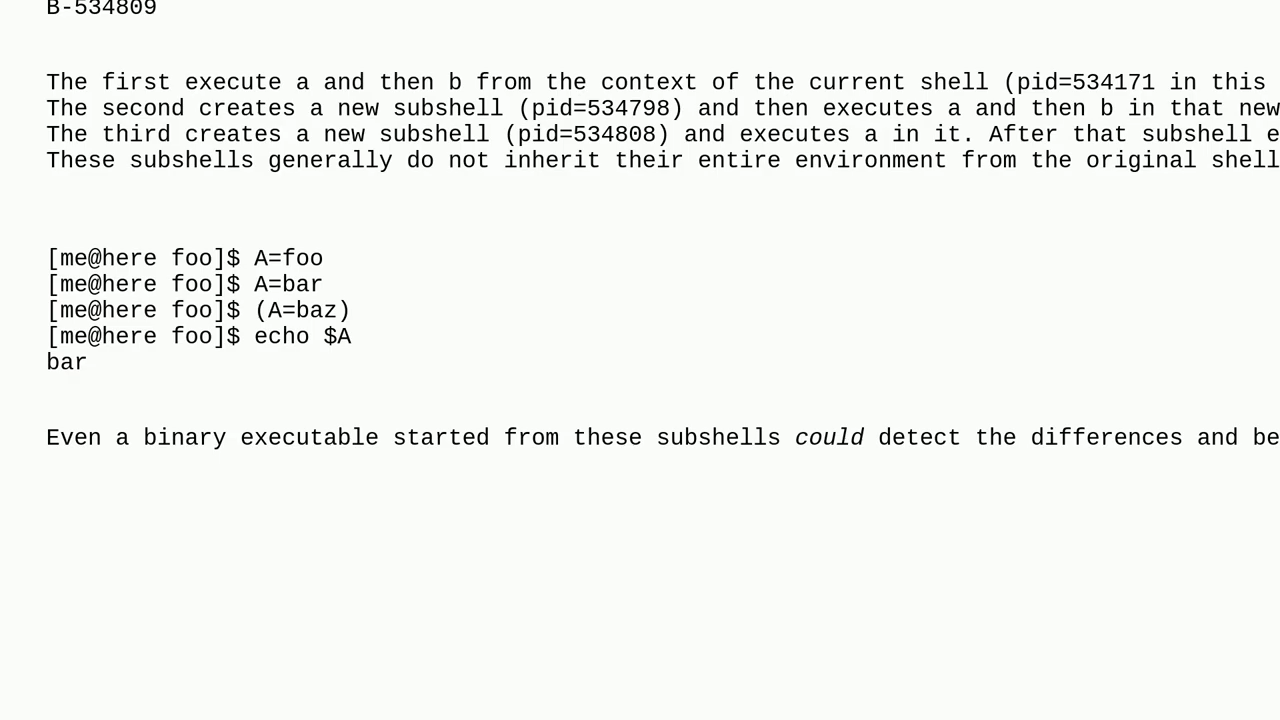 B-534809
The first execute a and then b from the context of the current shell (pid=534171 in this
The second creates a new subshell (pid=534798) and then executes a and then b in that new
The third creates a new subshell (pid=534808) and executes a in it. After that subshell e
These subshells generally do not inherit their entire environment from the original shell
[me@here foo]$ A=foo
[me@here foo]$ A=bar
[me@here foo]$ (A=baz)
[me@here foo]$ echo $A
bar
Even a binary executable started from these subshells could detect the differences and be